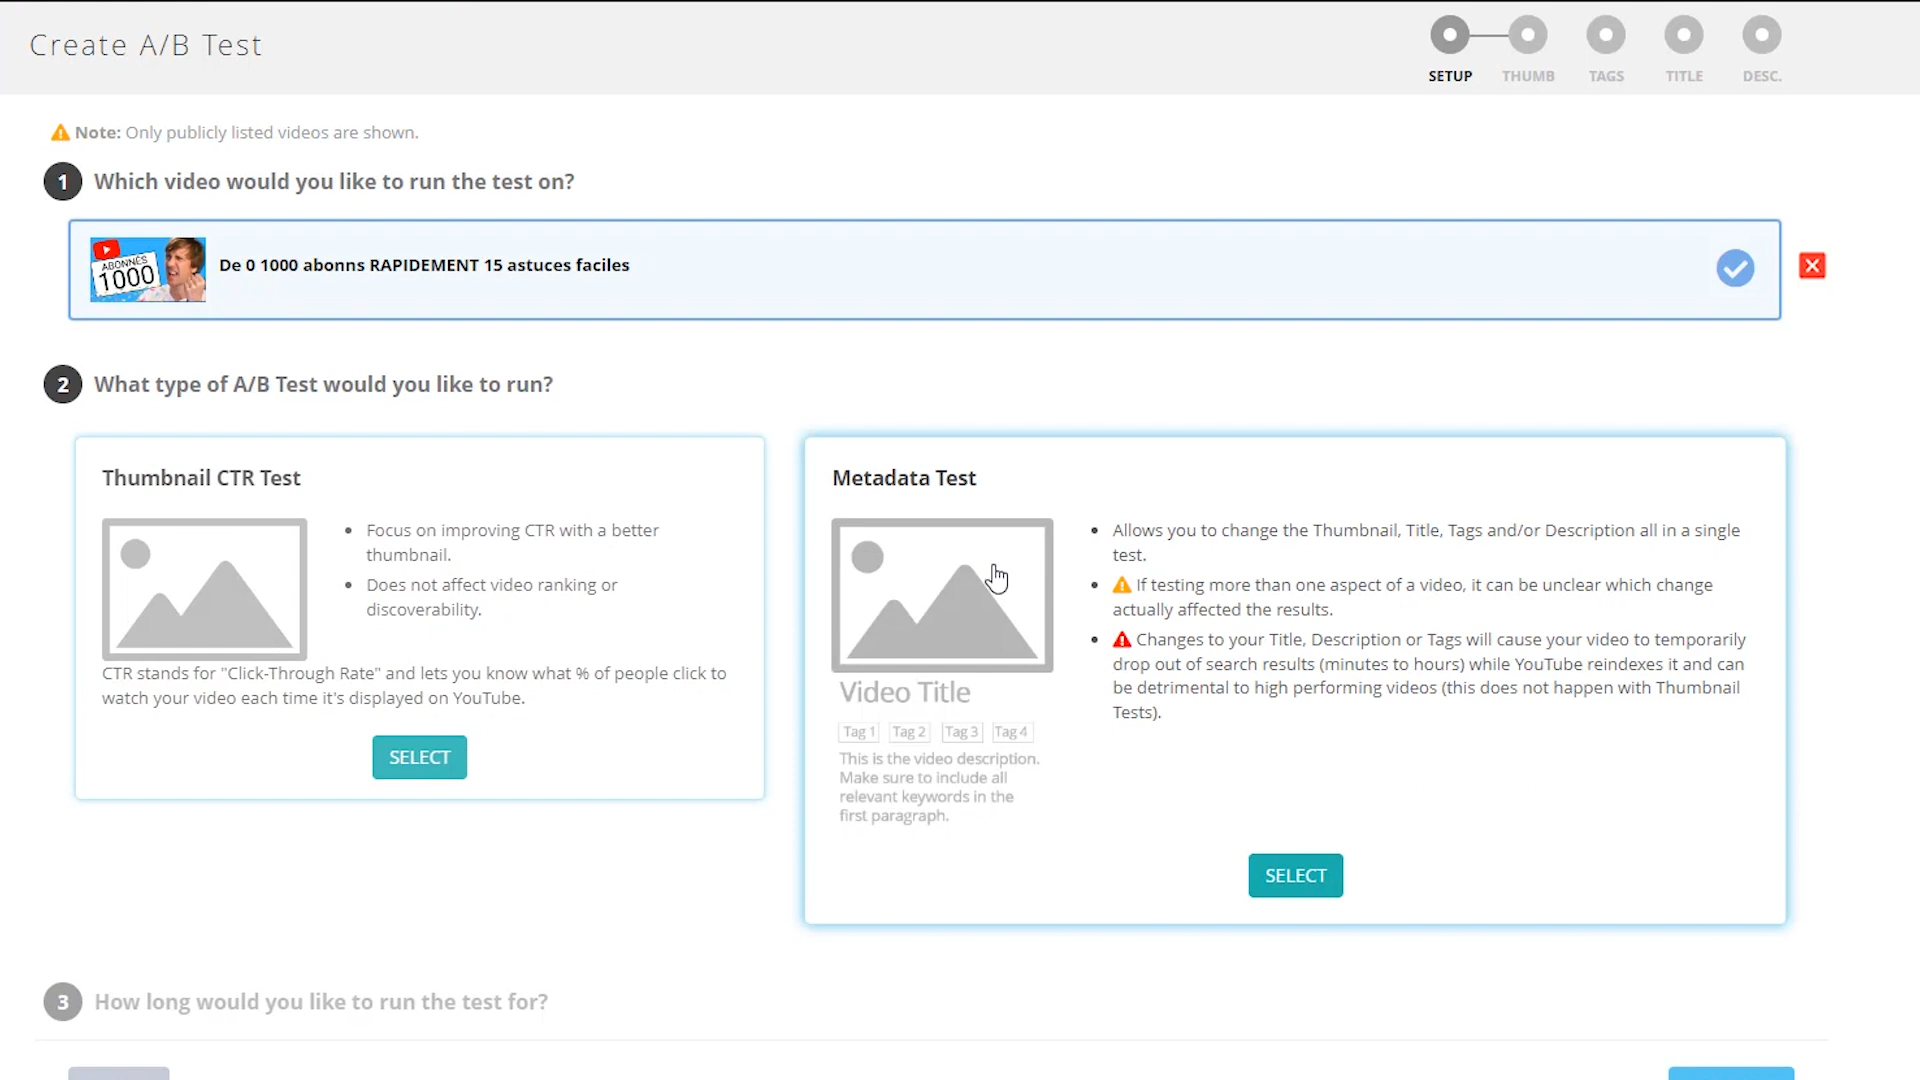 Create A/B Test
SETUP
THUMB
TAGS
TITLE
DESC.
Note: Only publicly listed videos are shown.
1 Which video would you like to run the test on?
ABONNÉS
1000
De 0 1000 abonns RAPIDEMENT 15 astuces faciles
2 What type of A/B Test would you like to run?
Thumbnail CTR Test
• Focus on improving CTR with a better
thumbnail.
• Does not affect video ranking or
discoverability.
CTR stands for "Click-Through Rate" and lets you know what % of people click to
watch your video each time it's displayed on YouTube.
SELECT
Metadata Test
Video Title
Tag 1 Tag 2 Tag 3 Tag 4
This is the video description.
Make sure to include all
relevant keywords in the
first paragraph.
• Allows you to change the Thumbnail, Title, Tags and/or Description all in a single
test.
• If testing more than one aspect of a video, it can be unclear which change
actually affected the results.
• Changes to your Title, Description or Tags will cause your video to temporarily
drop out of search results (minutes to hours) while YouTube reindexes it and can
be detrimental to high performing videos (this does not happen with Thumbnail
Tests).
SELECT
3 How long would you like to run the test for?